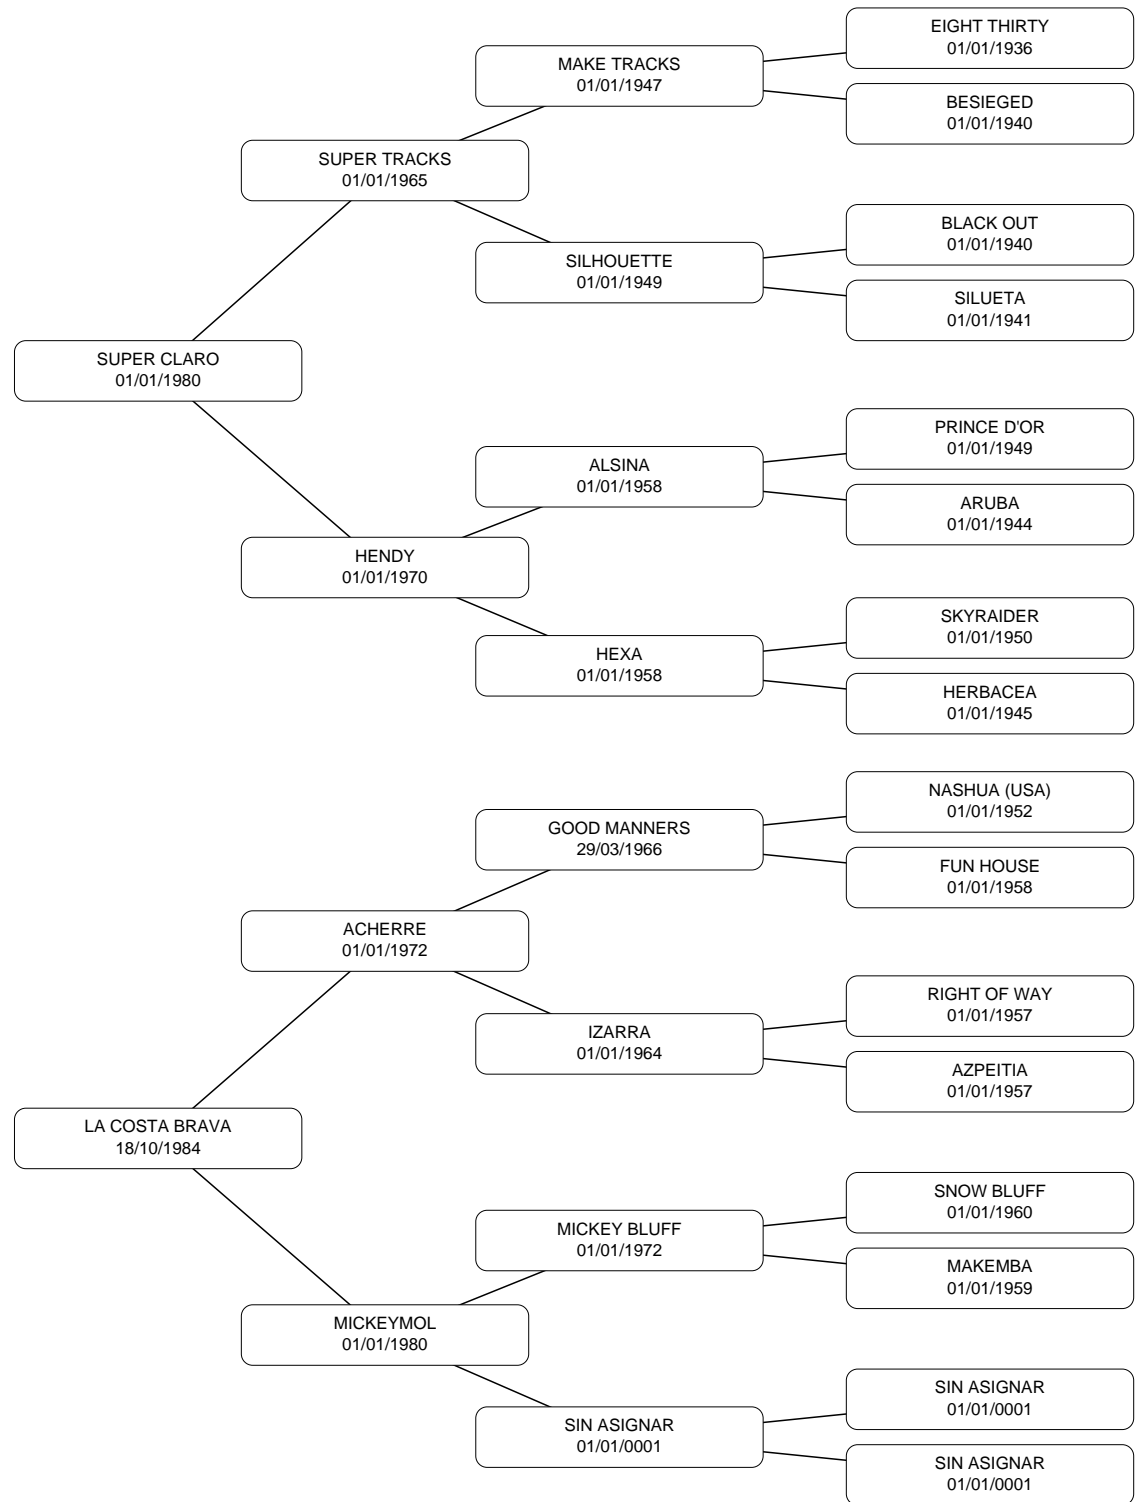 EIGHT THIRTY
01/01/1936
MAKE TRACKS
01/01/1947
BESIEGED
01/01/1940
SUPER TRACKS
01/01/1965
BLACK OUT
01/01/1940
SILHOUETTE
01/01/1949
SILUETA
01/01/1941
SUPER CLARO
01/01/1980
PRINCE D'OR
01/01/1949
ALSINA
01/01/1958
ARUBA
01/01/1944
HENDY
01/01/1970
SKYRAIDER
01/01/1950
HEXA
01/01/1958
HERBACEA
01/01/1945
NASHUA (USA)
01/01/1952
GOOD MANNERS
29/03/1966
FUN HOUSE
01/01/1958
ACHERRE
01/01/1972
RIGHT OF WAY
01/01/1957
IZARRA
01/01/1964
AZPEITIA
01/01/1957
LA COSTA BRAVA
18/10/1984
SNOW BLUFF
01/01/1960
MICKEY BLUFF
01/01/1972
MAKEMBA
01/01/1959
MICKEYMOL
01/01/1980
SIN ASIGNAR
01/01/0001
SIN ASIGNAR
01/01/0001
SIN ASIGNAR
01/01/0001